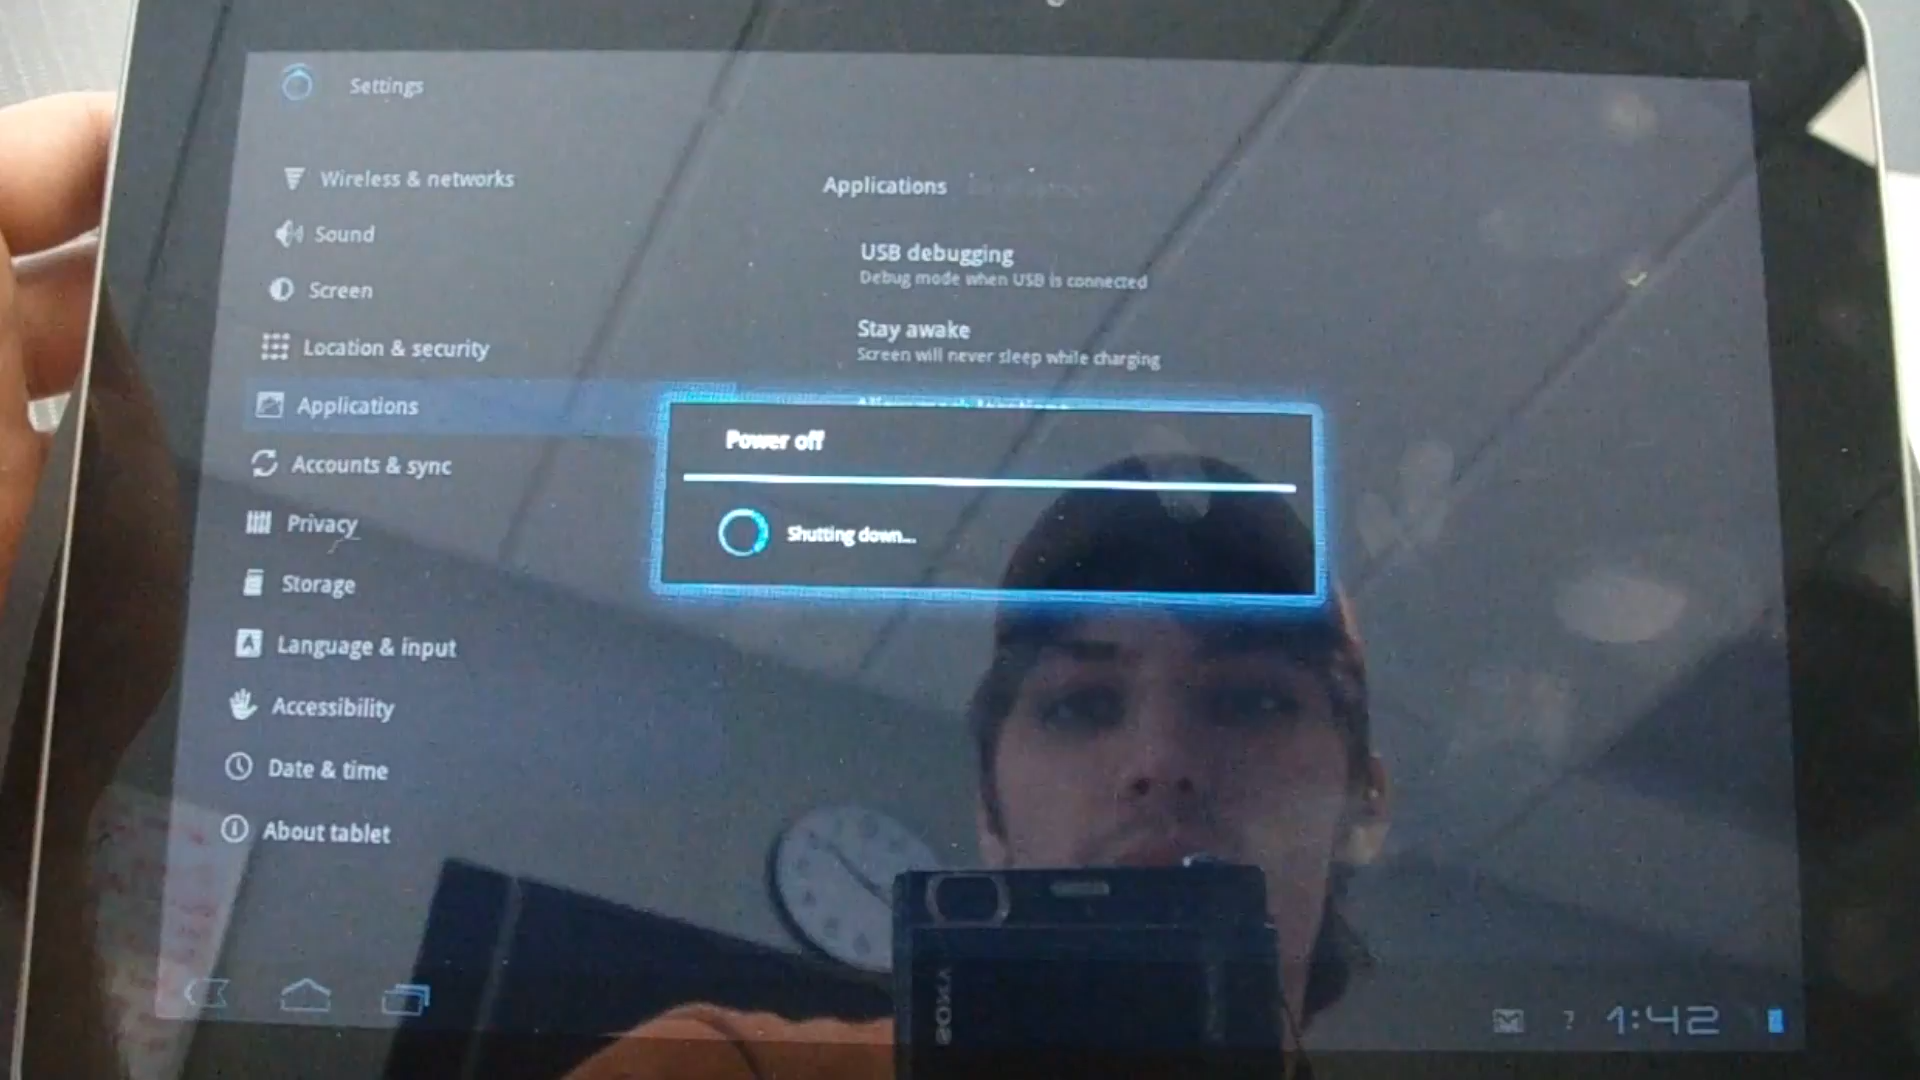 Settings
Wireless & networks
Sound
Screen
Location & security
Applications
Accounts & sync
Privacy
Storage
Language & input
Accessibility
Date & time
About tablet
Applications
USB debugging
Debug mode when USB is connected
Stay awake
Screen will never sleep while charging
Power off
Shutting down...
? 1:42